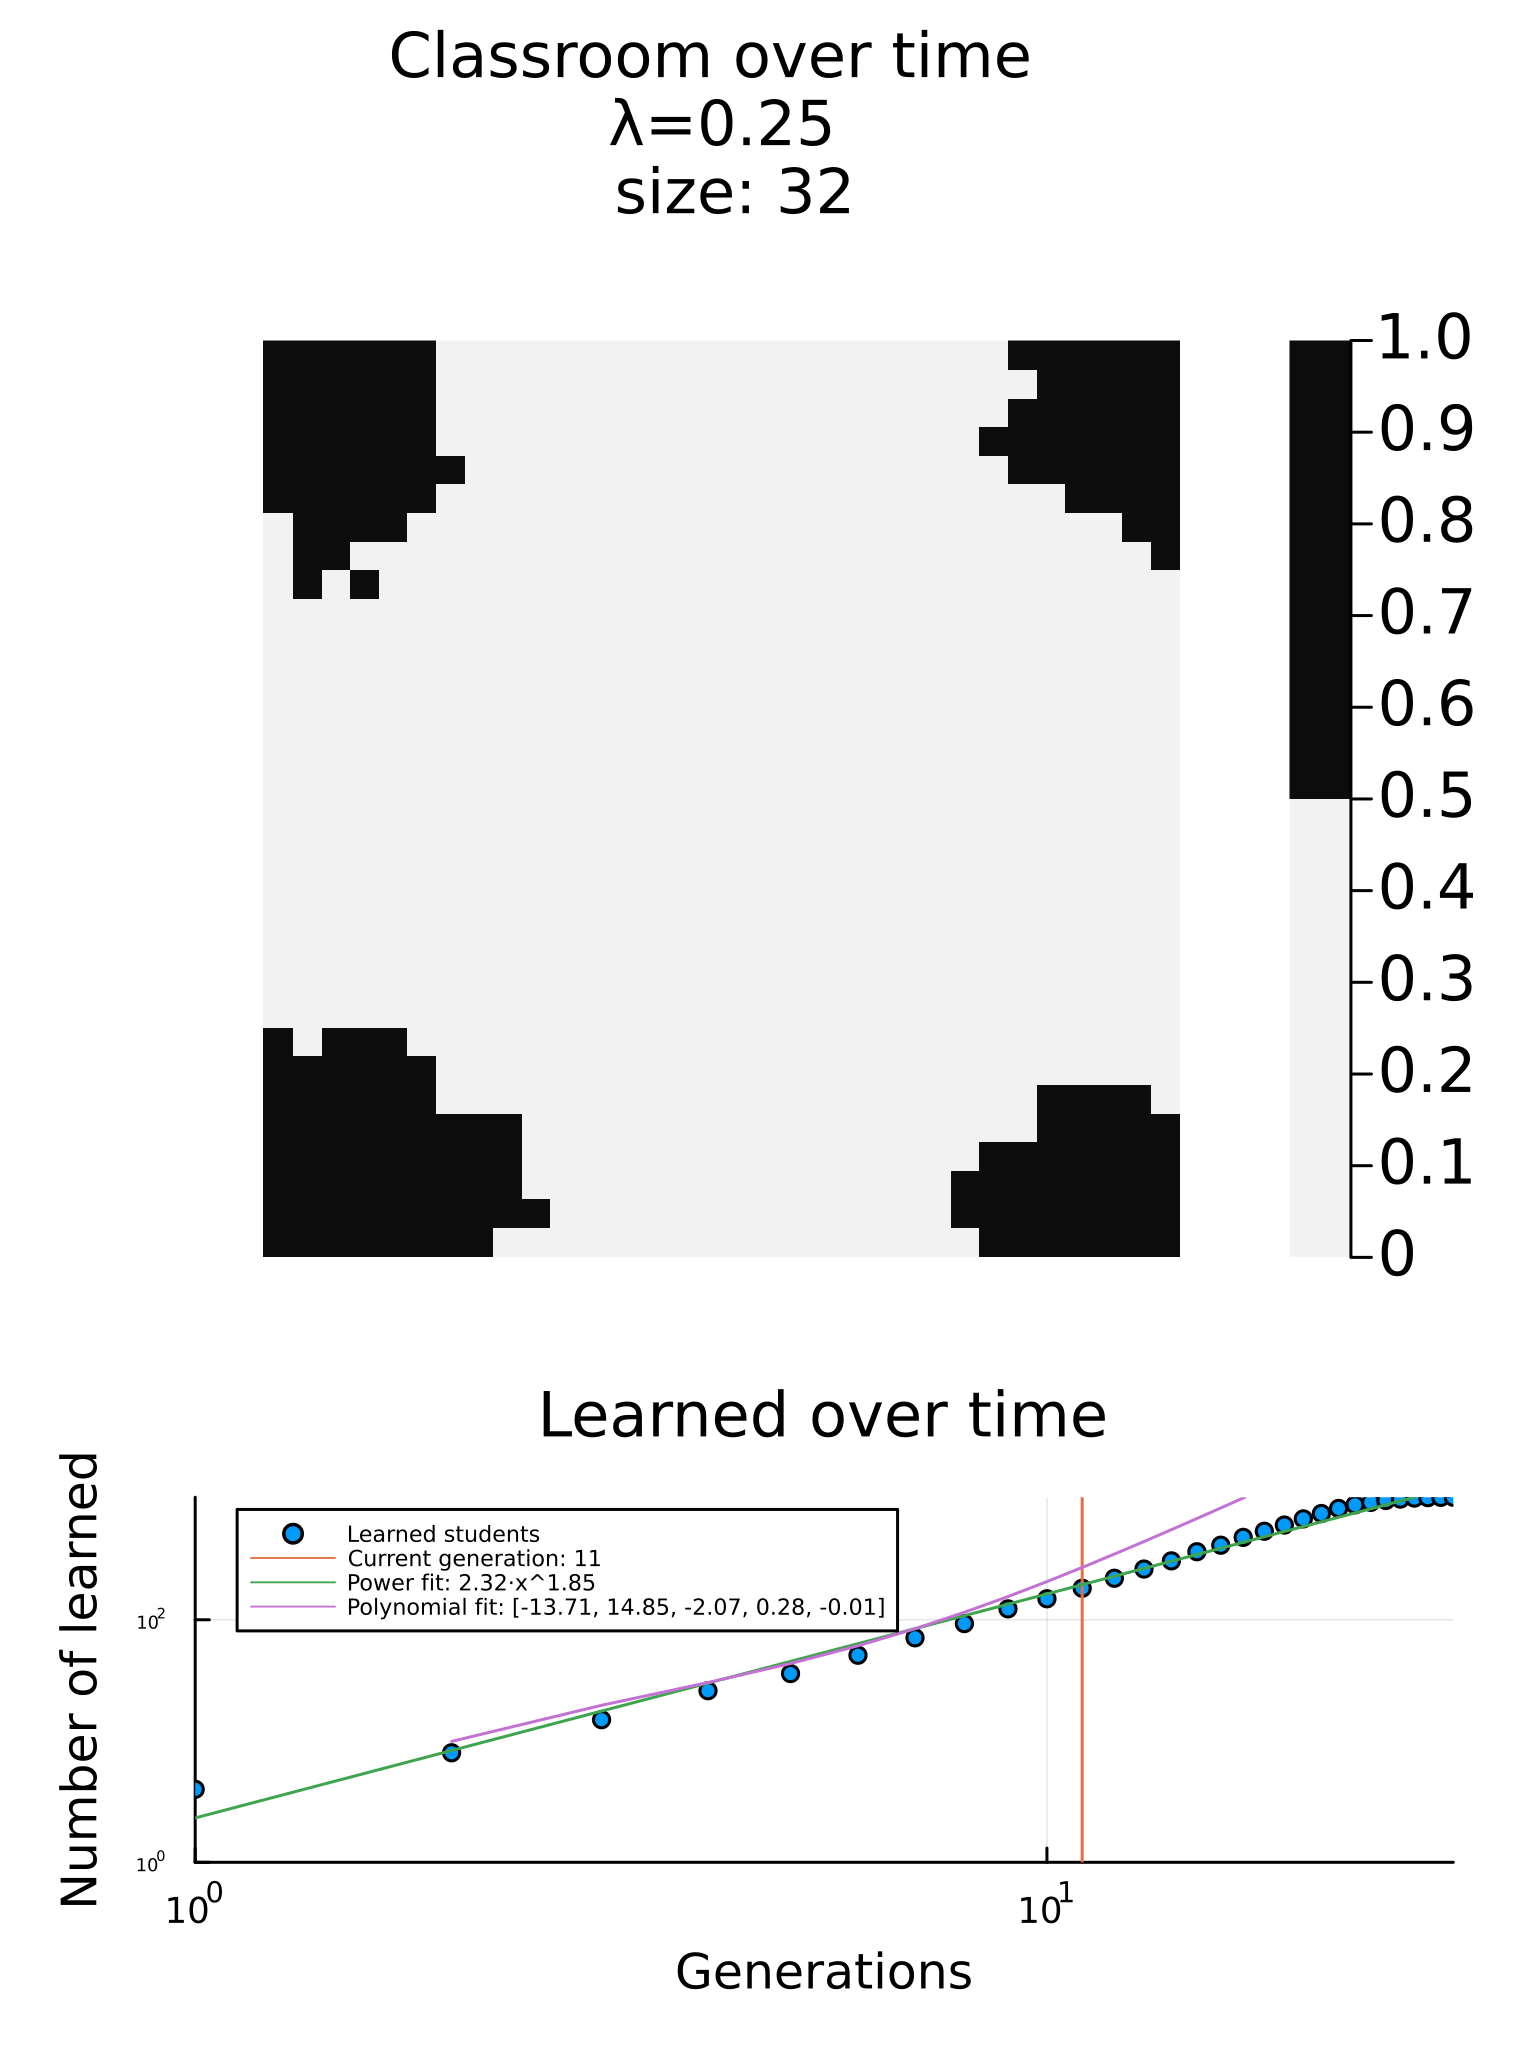 Classroom over time
λ=0.25
size: 32
1.0
0.9
0.8
0.7
0.6
0.5
0.4
0.3
0.2
0.1
0
Learned over time
Number of learned
Learned students
Current generation: 11
Power fit: 2.32·x^1.85
Polynomial fit: [-13.71, 14.85, -2.07, 0.28, -0.01]
10²
10⁰
10⁰
10¹
Generations